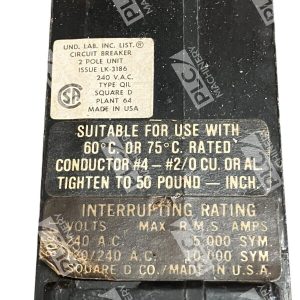 UND. LAB. INC. LIST.®
CIRCUIT BREAKER
2 POLE UNIT
ISSUE LK-3186
240 V.A.C.
TYPE QIL
SQUARE D
PLANT 64
MADE IN USA
SA
PLC
MACHINERY
SUITABLE FOR USE WITH
60°C. OR 75°C. RATED
CONDUCTOR #4 - #2/0 CU. OR AL.
TIGHTEN TO 50 POUND - INCH.
INTERRUPTING RATING
VOLTS MAX. R.M.S. AMPS
240 A.C. 5,000 SYM.
120/240 A.C. 10,000 SYM.
SQUARE D CO./MADE IN U.S.A.